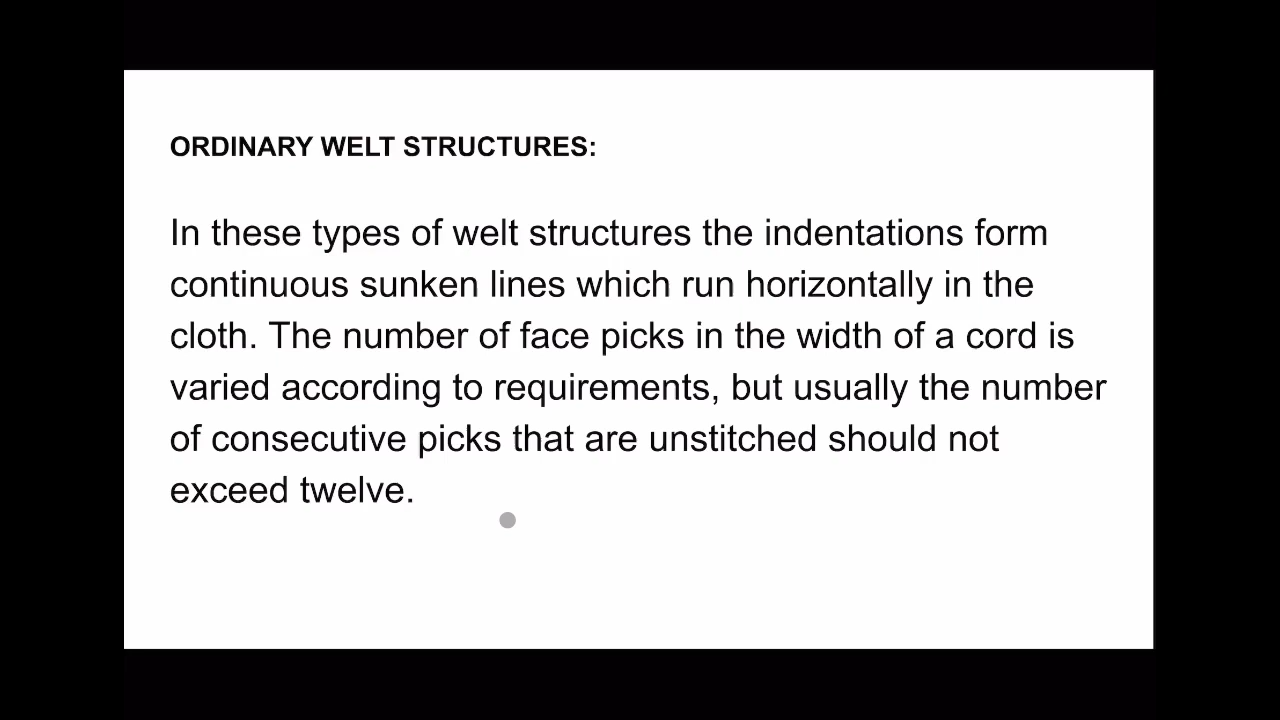 ORDINARY WELT STRUCTURES:
In these types of welt structures the indentations form
continuous sunken lines which run horizontally in the
cloth. The number of face picks in the width of a cord is
varied according to requirements, but usually the number
of consecutive picks that are unstitched should not
exceed twelve.